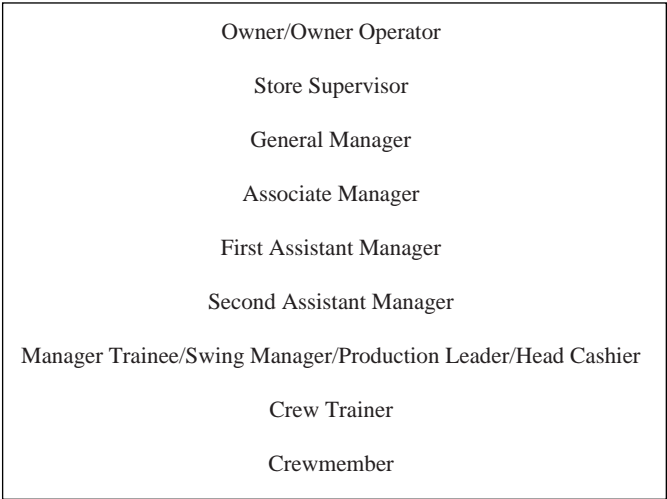 Owner/Owner Operator
Store Supervisor
General Manager
Associate Manager
First Assistant Manager
Second Assistant Manager
Manager Trainee/Swing Manager/Production Leader/Head Cashier
Crew Trainer
Crewmember